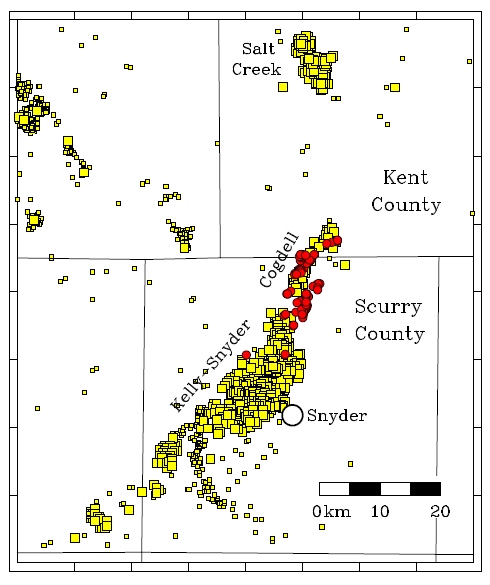 Salt
Creek
Kent
County
Cogdell
Scurry
County
Kelly-Snyder
Snyder
0km 10 20